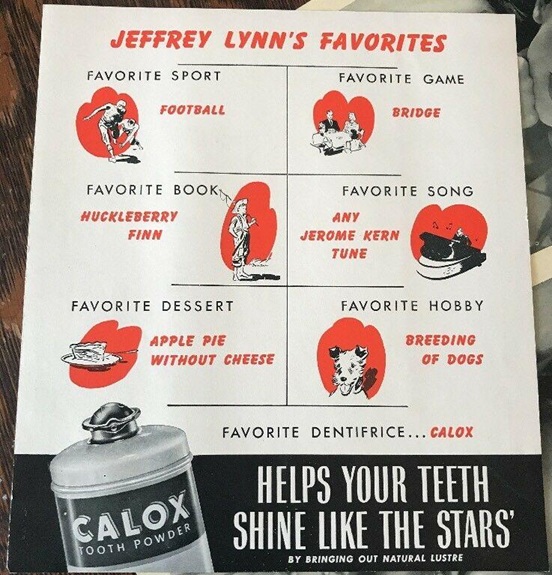 JEFFREY LYNN'S FAVORITES
FAVORITE SPORT
FOOTBALL
FAVORITE GAME
BRIDGE
FAVORITE BOOK
HUCKLEBERRY
FINN
FAVORITE SONG
ANY
JEROME KERN
TUNE
FAVORITE DESSERT
APPLE PIE
WITHOUT CHEESE
FAVORITE HOBBY
BREEDING
OF DOGS
FAVORITE DENTIFRICE...CALOX
CALOX
TOOTH POWDER
HELPS YOUR TEETH
SHINE LIKE THE STARS'
BY BRINGING OUT NATURAL LUSTRE